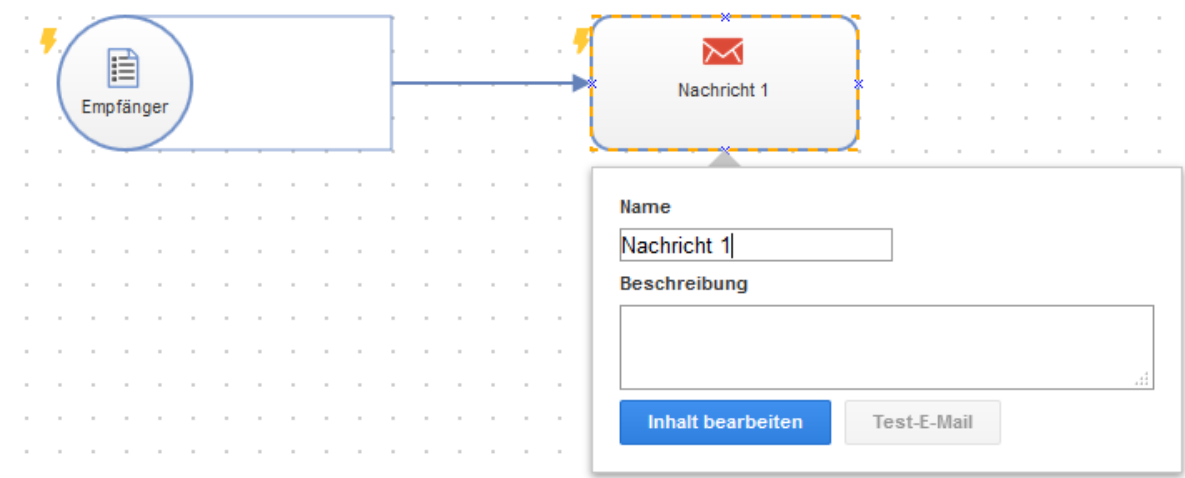 Empfänger
Nachricht 1
Name
Nachricht 1
Beschreibung
Inhalt bearbeiten
Test-E-Mail